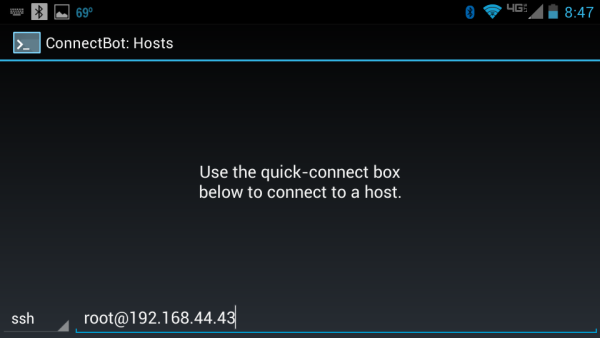 69°
4G
8:47
ConnectBot: Hosts
Use the quick-connect box
below to connect to a host.
ssh
root@192.168.44.43